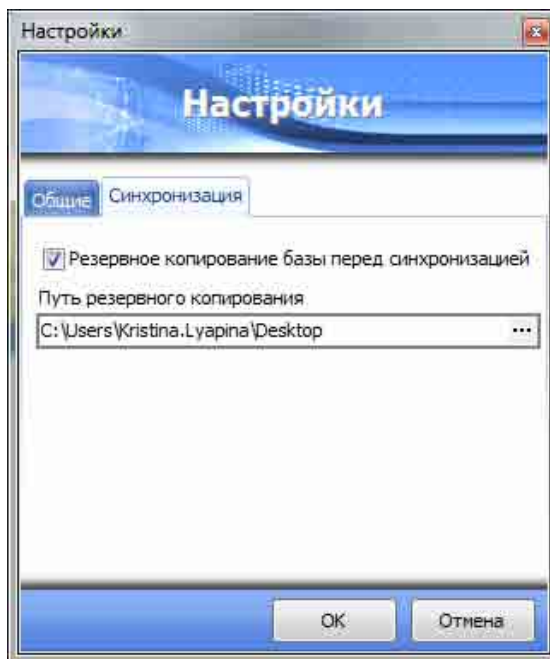 Настройки
Настройки
Общие Синхронизация
Резервное копирование базы перед синхронизацией
Путь резервного копирования
C:\Users\Kristina.Lyapina\Desktop ...
OK Отмена